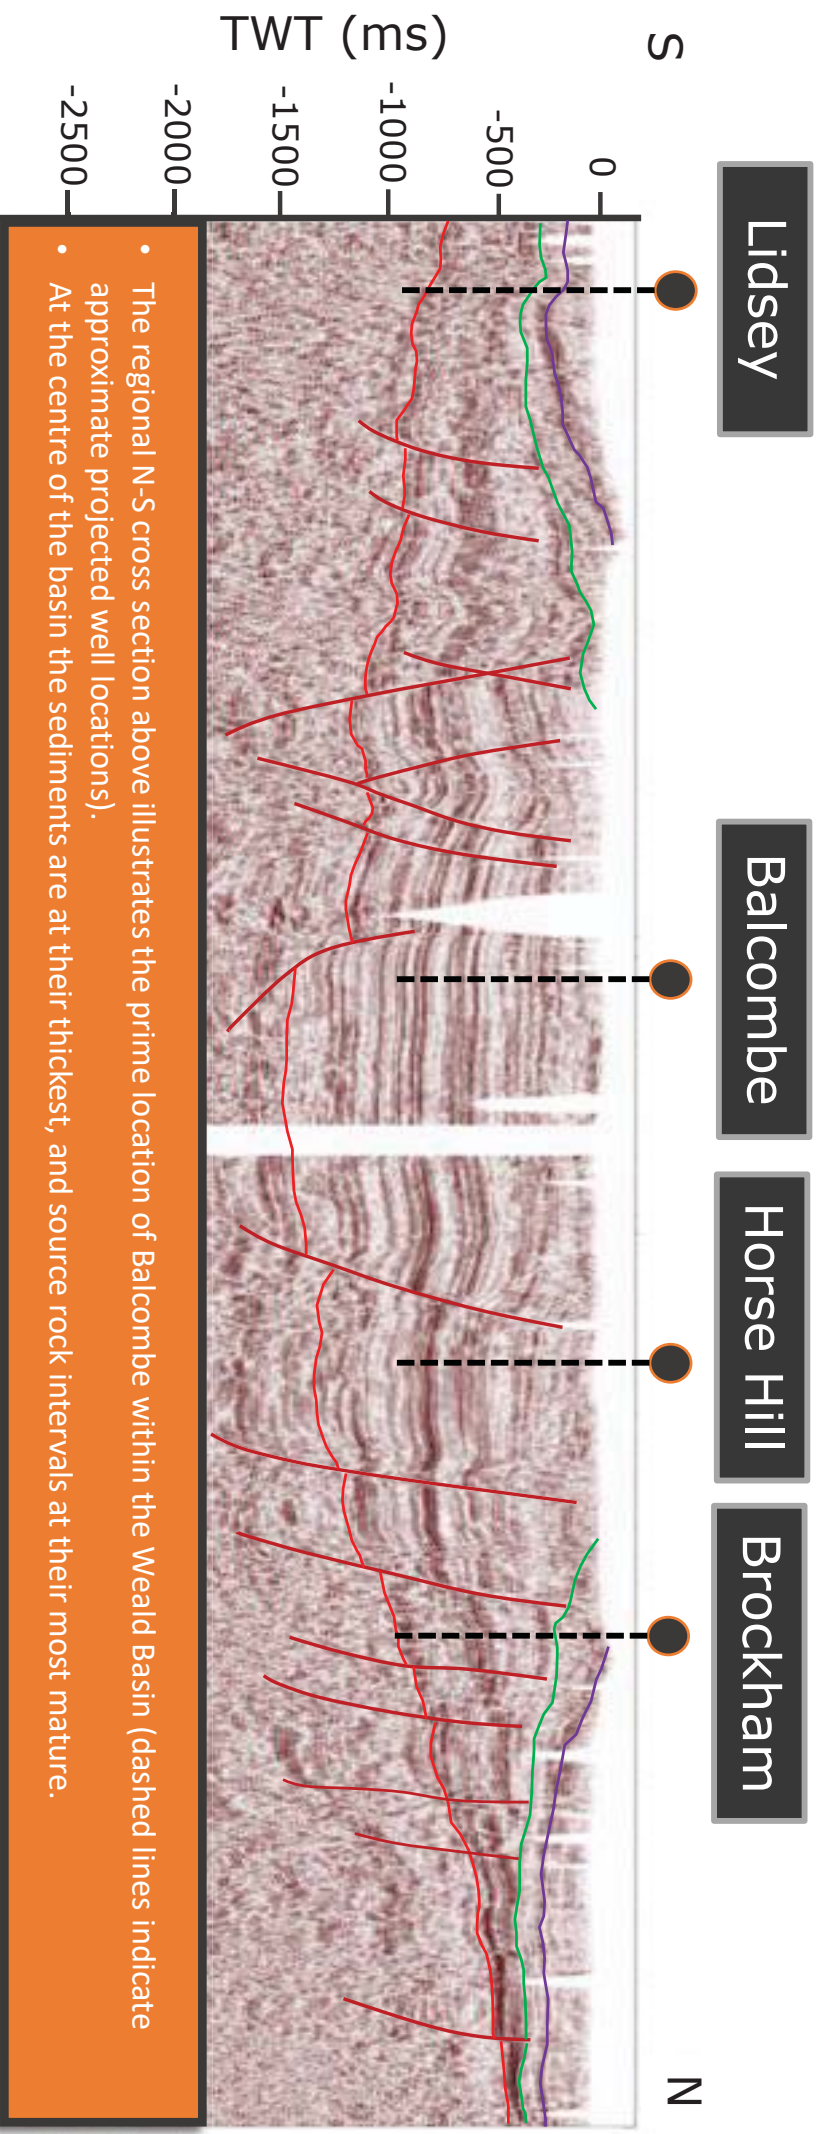 S
N
Lidsey
Balcombe
Horse Hill
Brockham
TWT (ms)
0
-500
-1000
-1500
-2000
-2500
• The regional N-S cross section above illustrates the prime location of Balcombe within the Weald Basin (dashed lines indicate
approximate projected well locations).
• At the centre of the basin the sediments are at their thickest, and source rock intervals at their most mature.